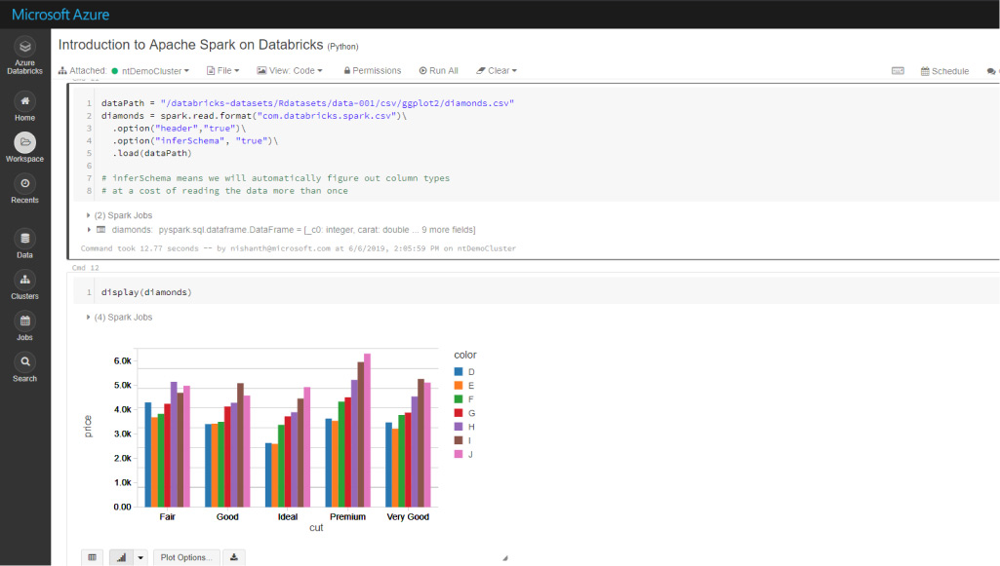 Microsoft Azure
Azure
Databricks
Home
Workspace
Recents
Data
Clusters
Jobs
Search
Introduction to Apache Spark on Databricks (Python)
Attached: ntDemoCluster File View: Code Permissions Run All Clear Schedule
1 dataPath = "/databricks-datasets/Rdatasets/data-001/csv/ggplot2/diamonds.csv"
2 diamonds = spark.read.format("com.databricks.spark.csv")\
3 .option("header","true")\
4 .option("inferSchema", "true")\
5 .load(dataPath)
6
7 # inferSchema means we will automatically figure out column types
8 # at a cost of reading the data more than once
(2) Spark Jobs
diamonds: pyspark.sql.dataframe.DataFrame = [_c0: integer, carat: double ... 9 more fields]
Command took 12.77 seconds -- by nishanth@microsoft.com at 6/6/2019, 2:05:59 PM on ntDemoCluster
Cmd 12
1 display(diamonds)
(4) Spark Jobs
price
6.0k
5.0k
4.0k
3.0k
2.0k
1.0k
0.00
Fair Good Ideal Premium Very Good
cut
color
D
E
F
G
H
I
J
Plot Options...